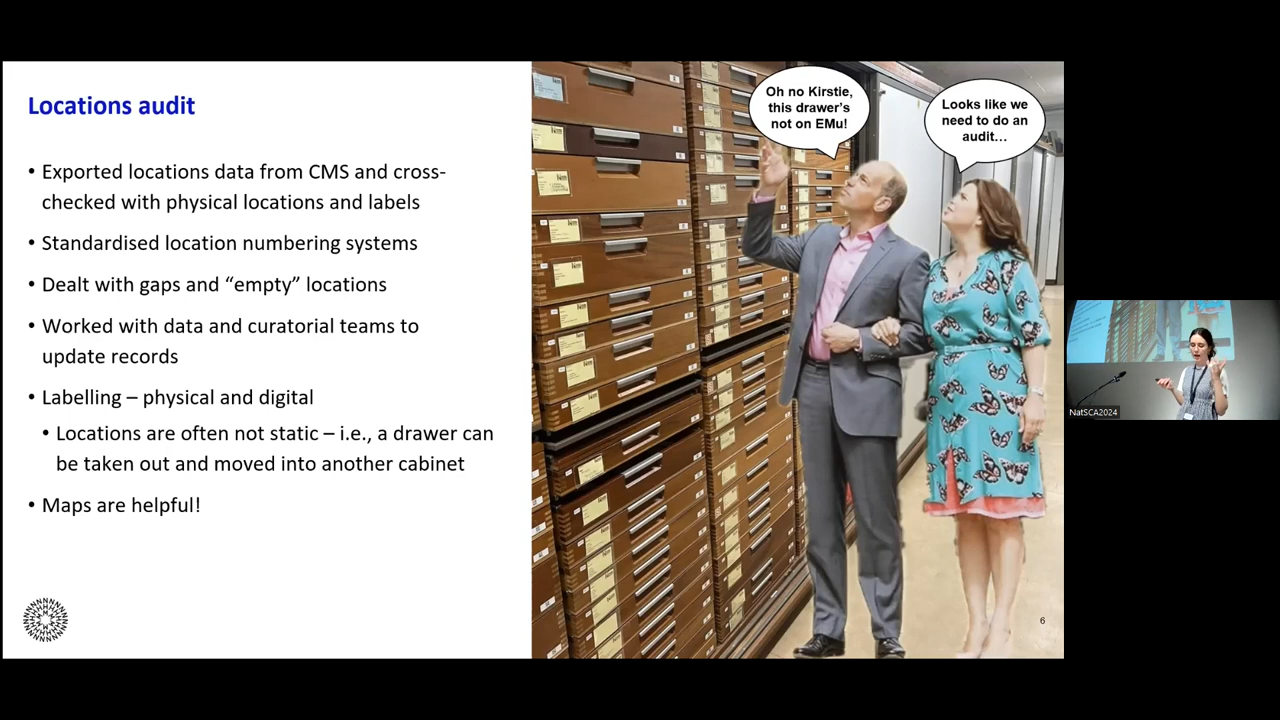 Locations audit
• Exported locations data from CMS and cross-
checked with physical locations and labels
• Standardised location numbering systems
• Dealt with gaps and “empty” locations
• Worked with data and curatorial teams to
update records
• Labelling – physical and digital
• Locations are often not static – i.e., a drawer can
be taken out and moved into another cabinet
• Maps are helpful!
Oh no Kirstie,
this drawer's
not on EMu!
Looks like we
need to do an
audit…
6
NatSCA2024